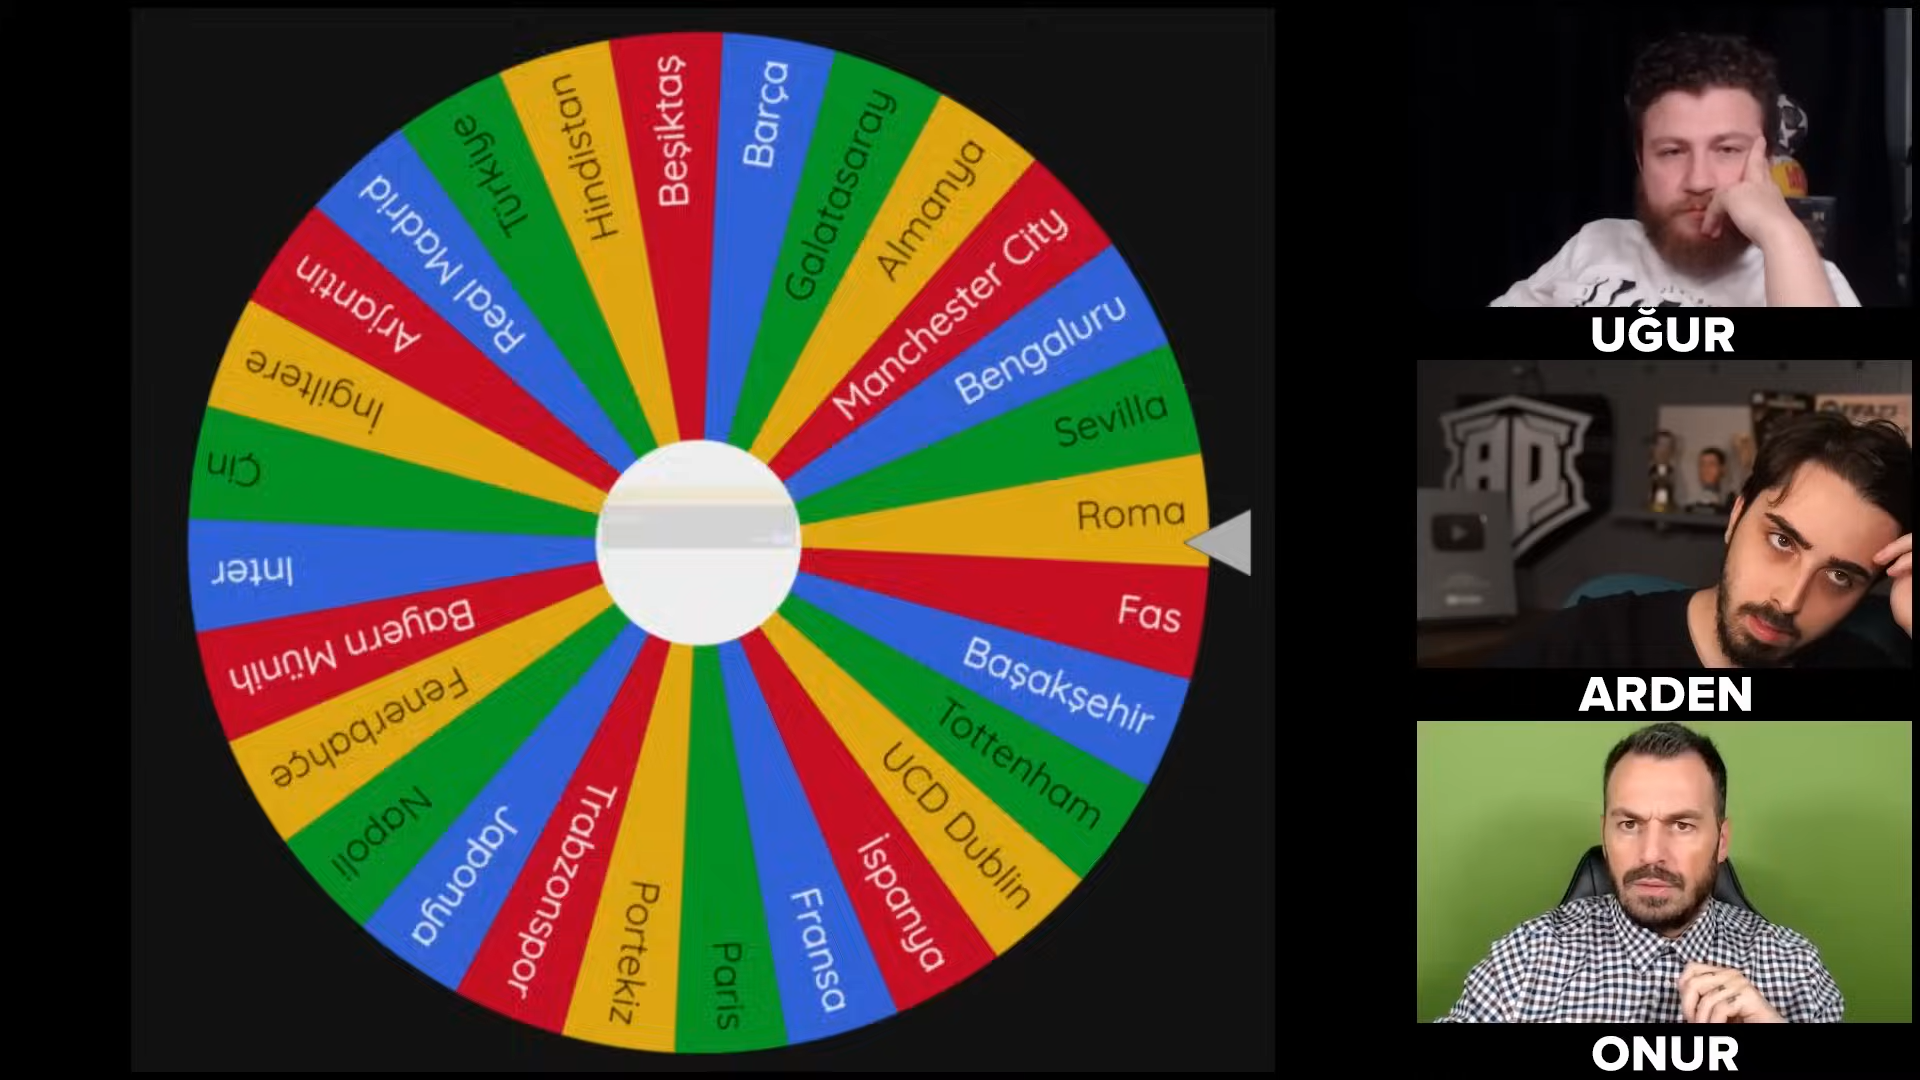 Beşiktaş
Barça
Galatasaray
Almanya
Manchester City
Bengaluru
Sevilla
Roma
Fas
Başakşehir
Tottenham
UCD Dublin
İspanya
Fransa
Paris
Portekiz
Trabzonspor
Japonya
Napoli
Fenerbahçe
Bayern Münih
Inter
Çin
İngiltere
Arjantin
Real Madrid
Türkiye
Hindistan
UĞUR
ARDEN
ONUR